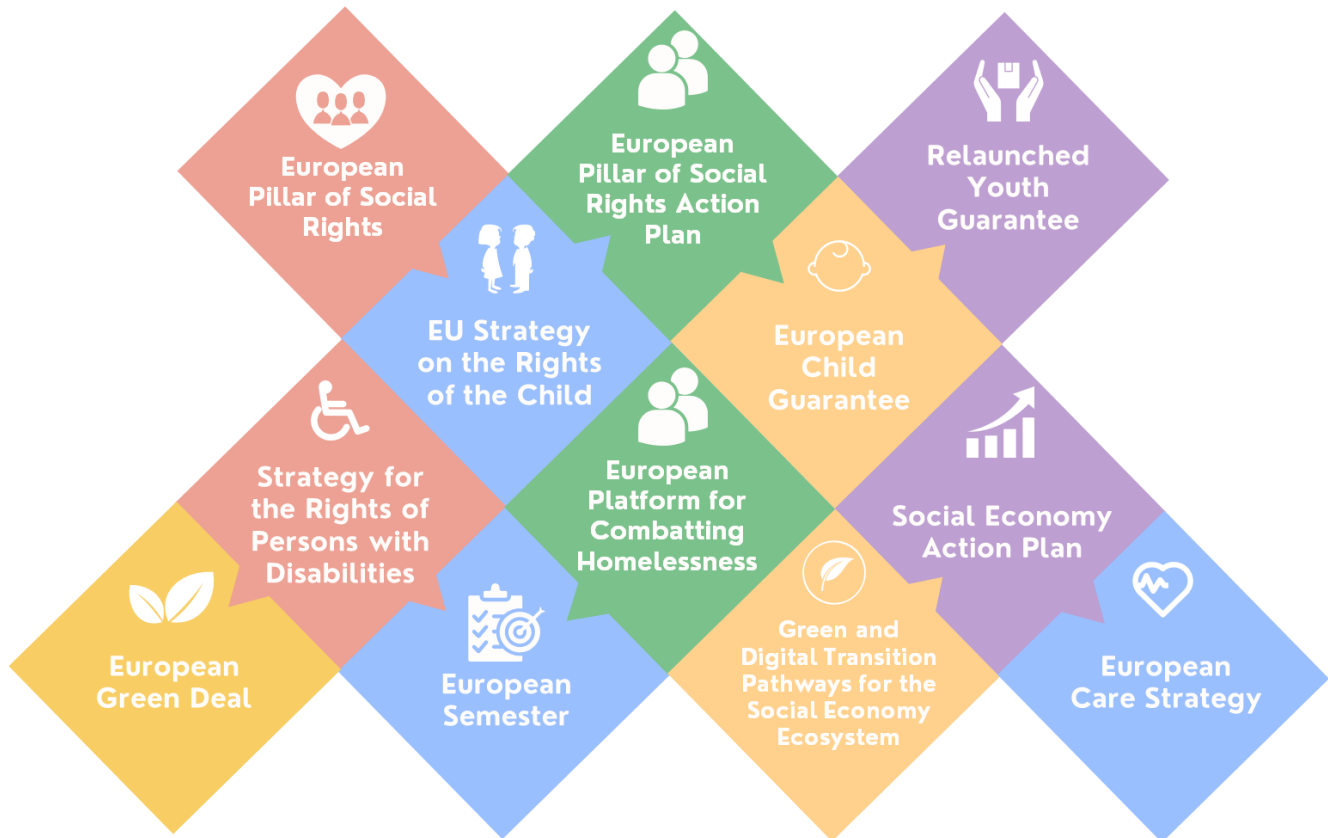 European
Pillar of Social
Rights
European
Pillar of Social
Rights Action
Plan
Relaunched
Youth
Guarantee
EU Strategy
on the Rights
of the Child
European
Child
Guarantee
Strategy for
the Rights of
Persons with
Disabilities
European
Platform for
Combatting
Homelessness
Social Economy
Action Plan
European
Green Deal
European
Semester
Green and
Digital Transition
Pathways for the
Social Economy
Ecosystem
European
Care Strategy